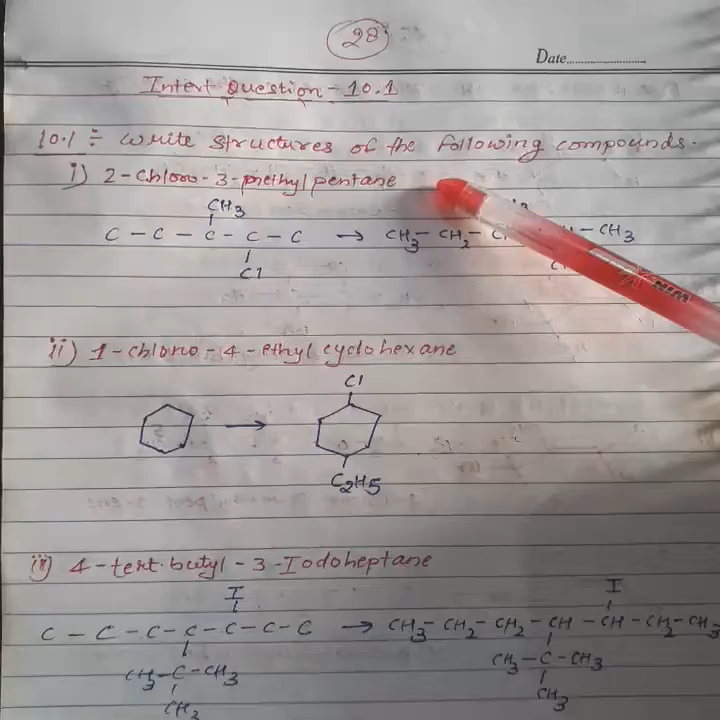 28
Date
Intext Question - 10.1
10.1 ÷ Write structures of the following compounds.
i) 2-chloro-3-methyl pentane
CH3
C - C - C - C - C → CH3 - CH2 - - CH3
Cl
ii) 1-chloro-4-ethyl cyclohexane
Cl
C2H5
iii) 4-tert.butyl-3-Iodoheptane
I I
C - C - C - C - C - C - C → CH3 - CH2 - CH2 - CH - CH - CH2 - CH3
CH3 - C - CH3 CH3 - C - CH3
CH3 CH3